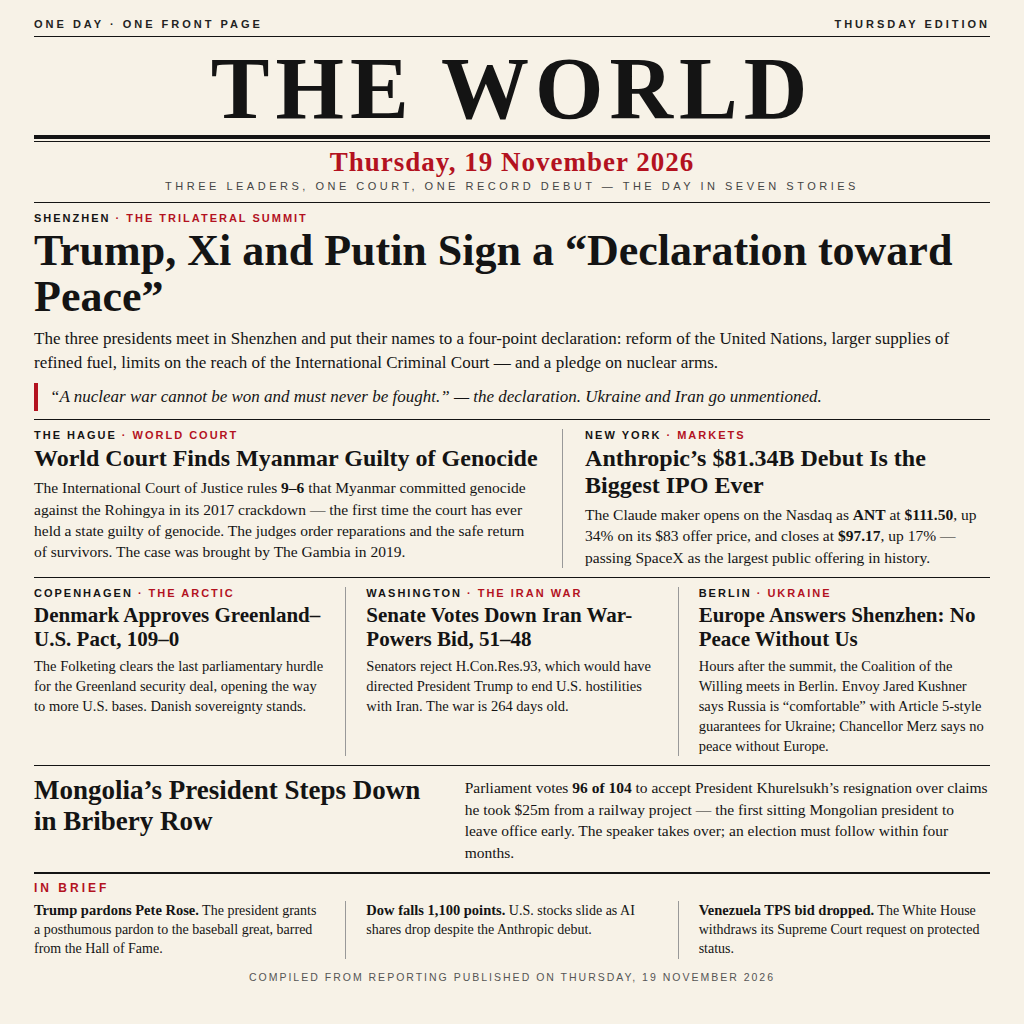 ONE DAY · ONE FRONT PAGE
THURSDAY EDITION
THE WORLD
Thursday, 19 November 2026
THREE LEADERS, ONE COURT, ONE RECORD DEBUT — THE DAY IN SEVEN STORIES
SHENZHEN · THE TRILATERAL SUMMIT
Trump, Xi and Putin Sign a “Declaration toward
Peace”
The three presidents meet in Shenzhen and put their names to a four-point declaration: reform of the United Nations, larger supplies of
refined fuel, limits on the reach of the International Criminal Court — and a pledge on nuclear arms.
“A nuclear war cannot be won and must never be fought.” — the declaration. Ukraine and Iran go unmentioned.
THE HAGUE · WORLD COURT
World Court Finds Myanmar Guilty of Genocide
The International Court of Justice rules 9–6 that Myanmar committed genocide
against the Rohingya in its 2017 crackdown — the first time the court has ever
held a state guilty of genocide. The judges order reparations and the safe return
of survivors. The case was brought by The Gambia in 2019.
NEW YORK · MARKETS
Anthropic’s $81.34B Debut Is the
Biggest IPO Ever
The Claude maker opens on the Nasdaq as ANT at $111.50, up
34% on its $83 offer price, and closes at $97.17, up 17% —
passing SpaceX as the largest public offering in history.
COPENHAGEN · THE ARCTIC
Denmark Approves Greenland–
U.S. Pact, 109–0
The Folketing clears the last parliamentary hurdle
for the Greenland security deal, opening the way
to more U.S. bases. Danish sovereignty stands.
WASHINGTON · THE IRAN WAR
Senate Votes Down Iran War-
Powers Bid, 51–48
Senators reject H.Con.Res.93, which would have
directed President Trump to end U.S. hostilities
with Iran. The war is 264 days old.
BERLIN · UKRAINE
Europe Answers Shenzhen: No
Peace Without Us
Hours after the summit, the Coalition of the
Willing meets in Berlin. Envoy Jared Kushner
says Russia is “comfortable” with Article 5-style
guarantees for Ukraine; Chancellor Merz says no
peace without Europe.
Mongolia’s President Steps Down
in Bribery Row
Parliament votes 96 of 104 to accept President Khurelsukh’s resignation over claims
he took $25m from a railway project — the first sitting Mongolian president to
leave office early. The speaker takes over; an election must follow within four
months.
IN BRIEF
Trump pardons Pete Rose. The president grants
a posthumous pardon to the baseball great, barred
from the Hall of Fame.
Dow falls 1,100 points. U.S. stocks slide as AI
shares drop despite the Anthropic debut.
Venezuela TPS bid dropped. The White House
withdraws its Supreme Court request on protected
status.
COMPILED FROM REPORTING PUBLISHED ON THURSDAY, 19 NOVEMBER 2026